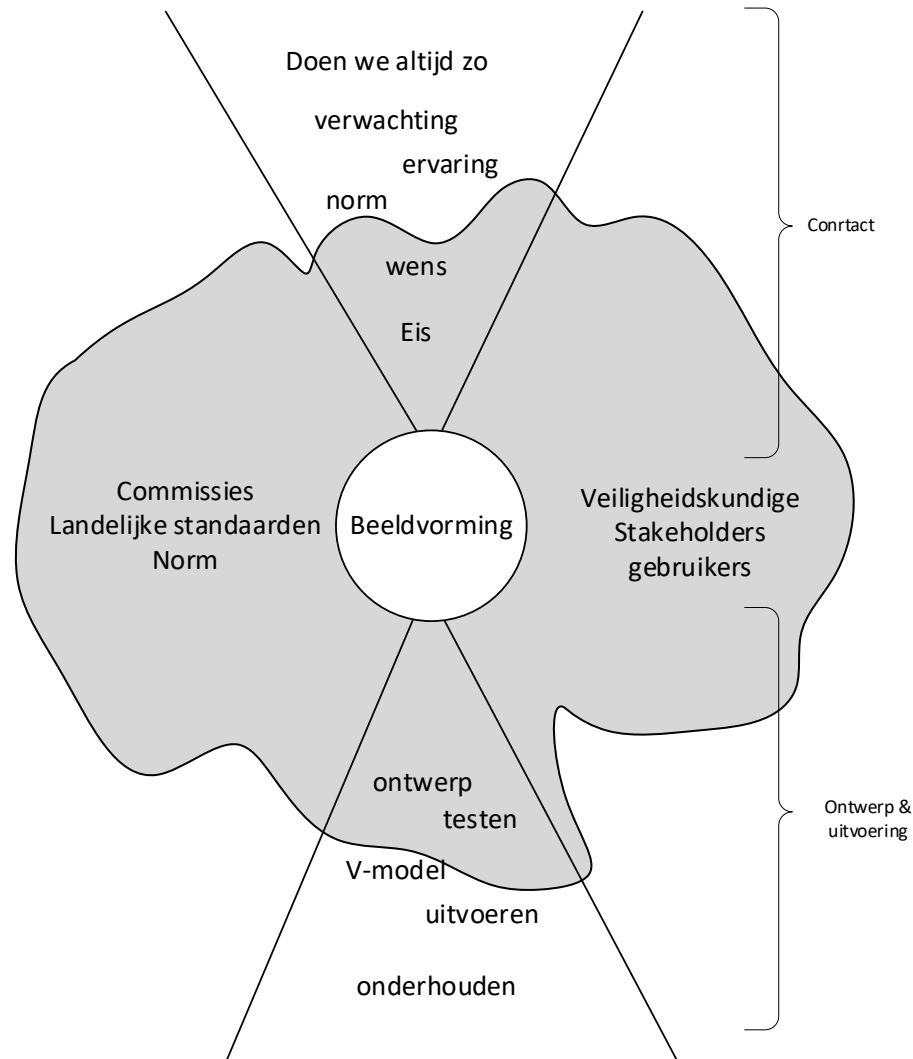 Doen we altijd zo
verwachting
ervaring
norm
wens
Eis
Conrtact
Commissies
Landelijke standaarden
Norm
Beeldvorming
Veiligheidskundige
Stakeholders
gebruikers
ontwerp
testen
V-model
uitvoeren
onderhouden
Ontwerp &
uitvoering